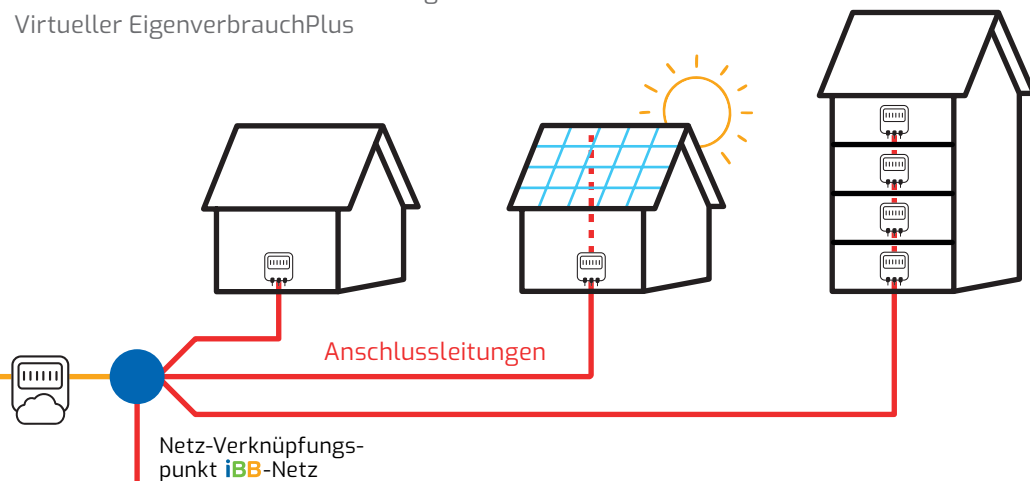 Virtueller EigenverbrauchPlus
Anschlussleitungen
Netz-Verknüpfungs-
punkt iBB-Netz